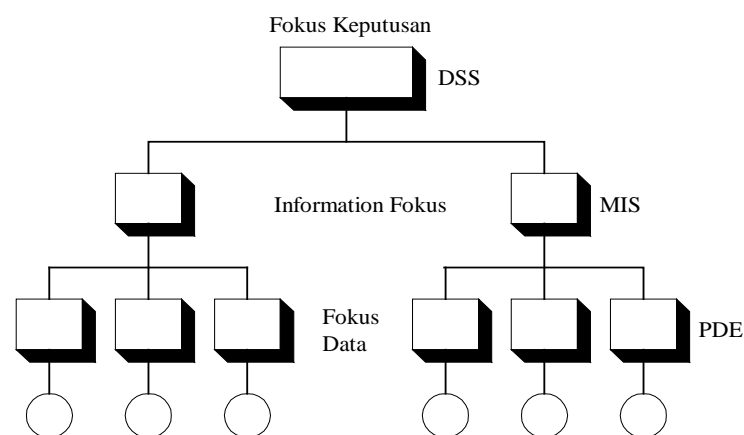 Fokus Keputusan
DSS
Information Fokus
MIS
Fokus
Data
PDE